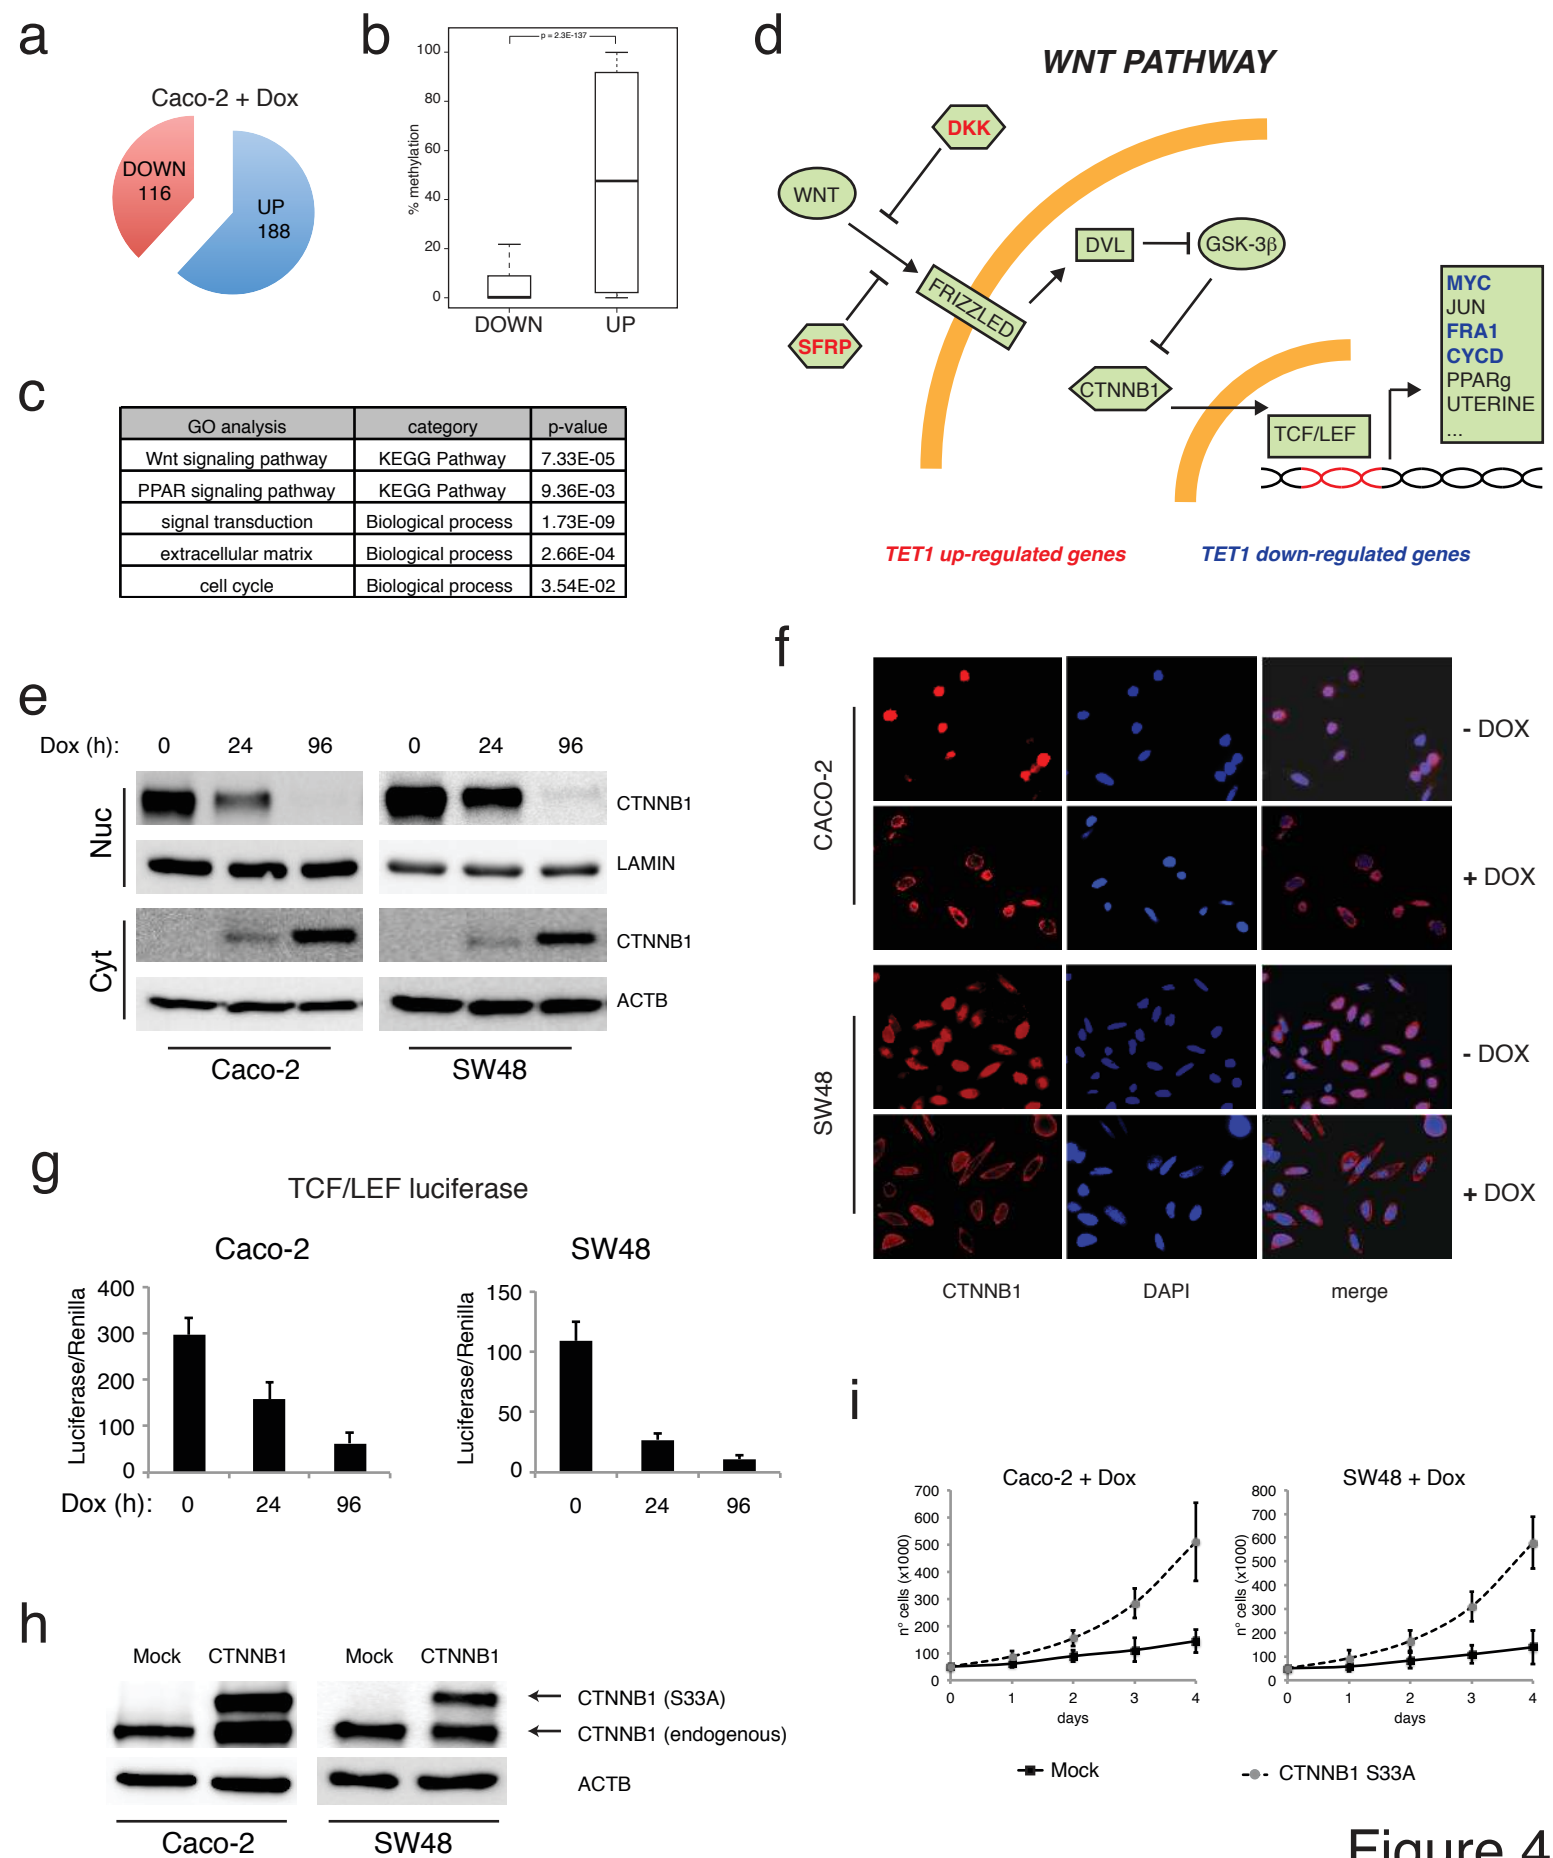 a
Caco-2 + Dox
DOWN
116
UP
188
b
p = 2.3E-137
% methylation
100
80
60
40
20
0
DOWN UP
c
GO analysis category p-value
Wnt signaling pathway KEGG Pathway 7.33E-05
PPAR signaling pathway KEGG Pathway 9.36E-03
signal transduction Biological process 1.73E-09
extracellular matrix Biological process 2.66E-04
cell cycle Biological process 3.54E-02
d
WNT PATHWAY
DKK
WNT
SFRP
FRIZZLED
DVL
GSK-3β
CTNNB1
TCF/LEF
MYC
JUN
FRA1
CYCD
PPARg
UTERINE
...
TET1 up-regulated genes
TET1 down-regulated genes
e
Dox (h): 0 24 96 0 24 96
Nuc
CTNNB1
LAMIN
Cyt
CTNNB1
ACTB
Caco-2 SW48
f
CACO-2
- DOX
+ DOX
SW48
- DOX
+ DOX
CTNNB1 DAPI merge
g
TCF/LEF luciferase
Caco-2
Luciferase/Renilla
400
300
200
100
0
Dox (h): 0 24 96
SW48
Luciferase/Renilla
150
100
50
0
0 24 96
h
Mock CTNNB1 Mock CTNNB1
CTNNB1 (S33A)
CTNNB1 (endogenous)
ACTB
Caco-2 SW48
i
Caco-2 + Dox
n° cells (x1000)
700
600
500
400
300
200
100
0
0 1 2 3 4
days
SW48 + Dox
n° cells (x1000)
800
700
600
500
400
300
200
100
0
0 1 2 3 4
days
Mock
CTNNB1 S33A
Figure 4